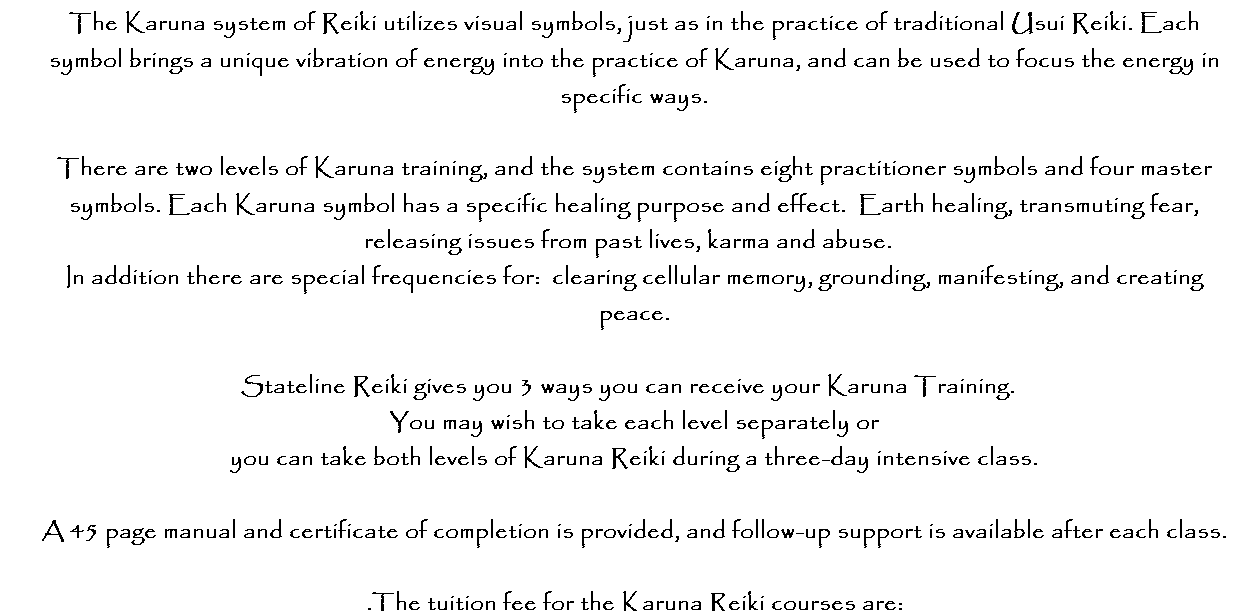 The Karuna system of Reiki utilizes visual symbols, just as in the practice of traditional Usui Reiki. Each
symbol brings a unique vibration of energy into the practice of Karuna, and can be used to focus the energy in
specific ways.
There are two levels of Karuna training, and the system contains eight practitioner symbols and four master
symbols. Each Karuna symbol has a specific healing purpose and effect.  Earth healing, transmuting fear,
releasing issues from past lives, karma and abuse.
In addition there are special frequencies for:  clearing cellular memory, grounding, manifesting, and creating
peace.
Stateline Reiki gives you 3 ways you can receive your Karuna Training.
You may wish to take each level separately or
you can take both levels of Karuna Reiki during a three-day intensive class.
A 45 page manual and certificate of completion is provided, and follow-up support is available after each class.
.The tuition fee for the Karuna Reiki courses are: